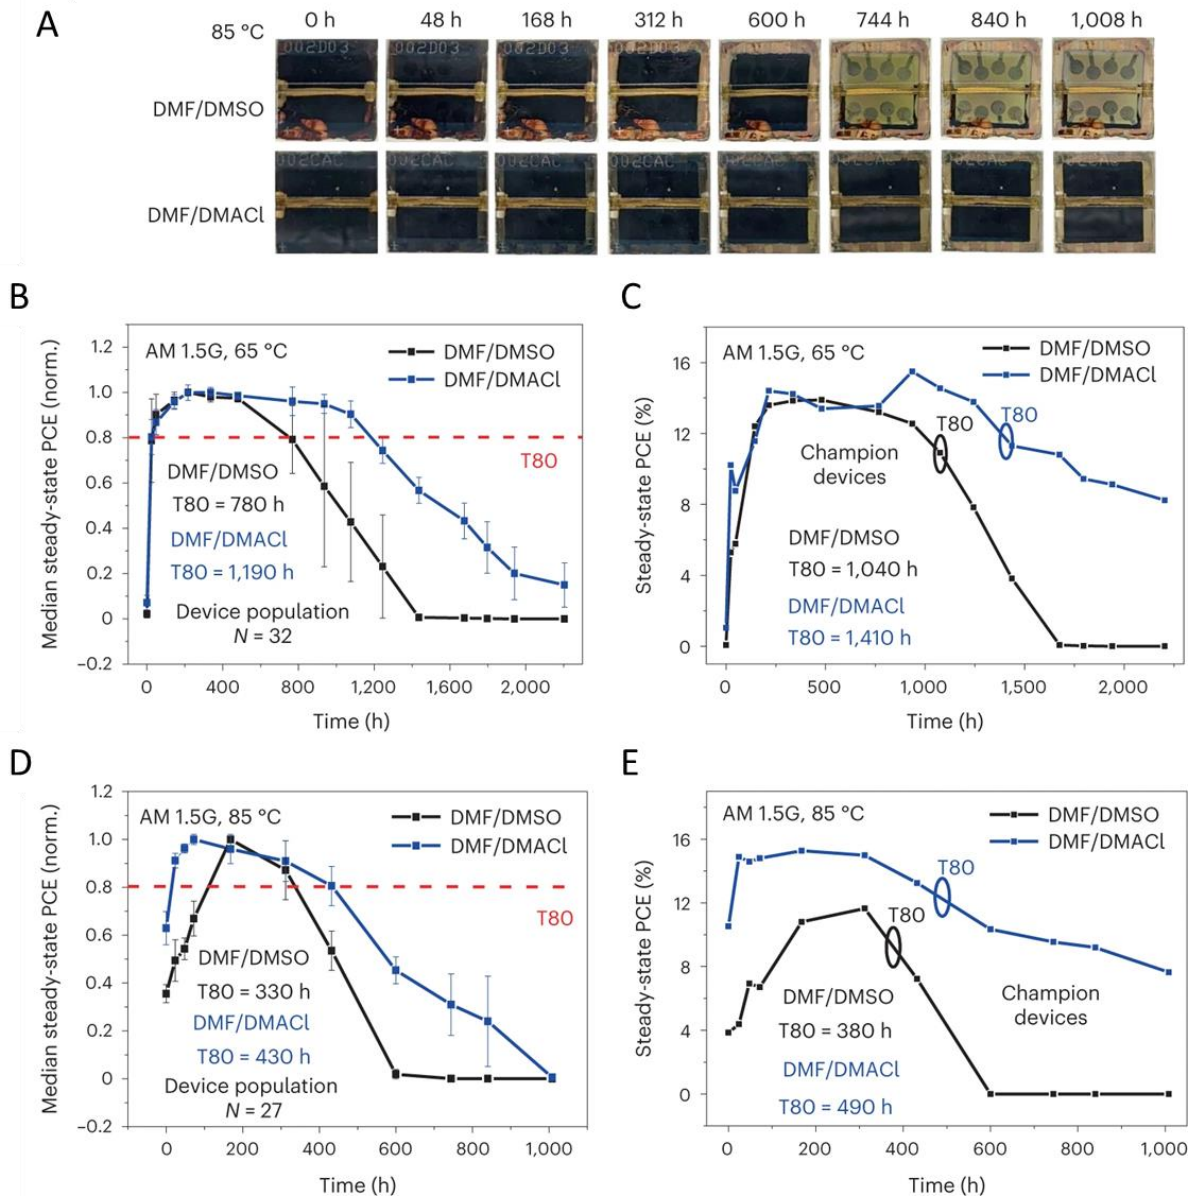 A
85 °C
0 h 48 h 168 h 312 h 600 h 744 h 840 h 1,008 h
DMF/DMSO
002D03 002D03 002D03 002D03
DMF/DMACl
B
Median steady-state PCE (norm.)
1.2
1.0
0.8
0.6
0.4
0.2
0
–0.2
AM 1.5G, 65 °C
DMF/DMSO
DMF/DMACl
T80
DMF/DMSO
T80 = 780 h
DMF/DMACl
T80 = 1,190 h
Device population
N = 32
0 400 800 1,200 1,600 2,000
Time (h)
C
Steady-state PCE (%)
16
12
8
4
0
AM 1.5G, 65 °C
DMF/DMSO
DMF/DMACl
T80
T80
Champion
devices
DMF/DMSO
T80 = 1,040 h
DMF/DMACl
T80 = 1,410 h
0 500 1,000 1,500 2,000
Time (h)
D
Median steady-state PCE (norm.)
1.2
1.0
0.8
0.6
0.4
0.2
0
–0.2
AM 1.5G, 85 °C
DMF/DMSO
DMF/DMACl
T80
DMF/DMSO
T80 = 330 h
DMF/DMACl
T80 = 430 h
Device population
N = 27
0 200 400 600 800 1,000
Time (h)
E
Steady-state PCE (%)
16
12
8
4
0
AM 1.5G, 85 °C
DMF/DMSO
DMF/DMACl
T80
T80
Champion
devices
DMF/DMSO
T80 = 380 h
DMF/DMACl
T80 = 490 h
0 200 400 600 800 1,000
Time (h)